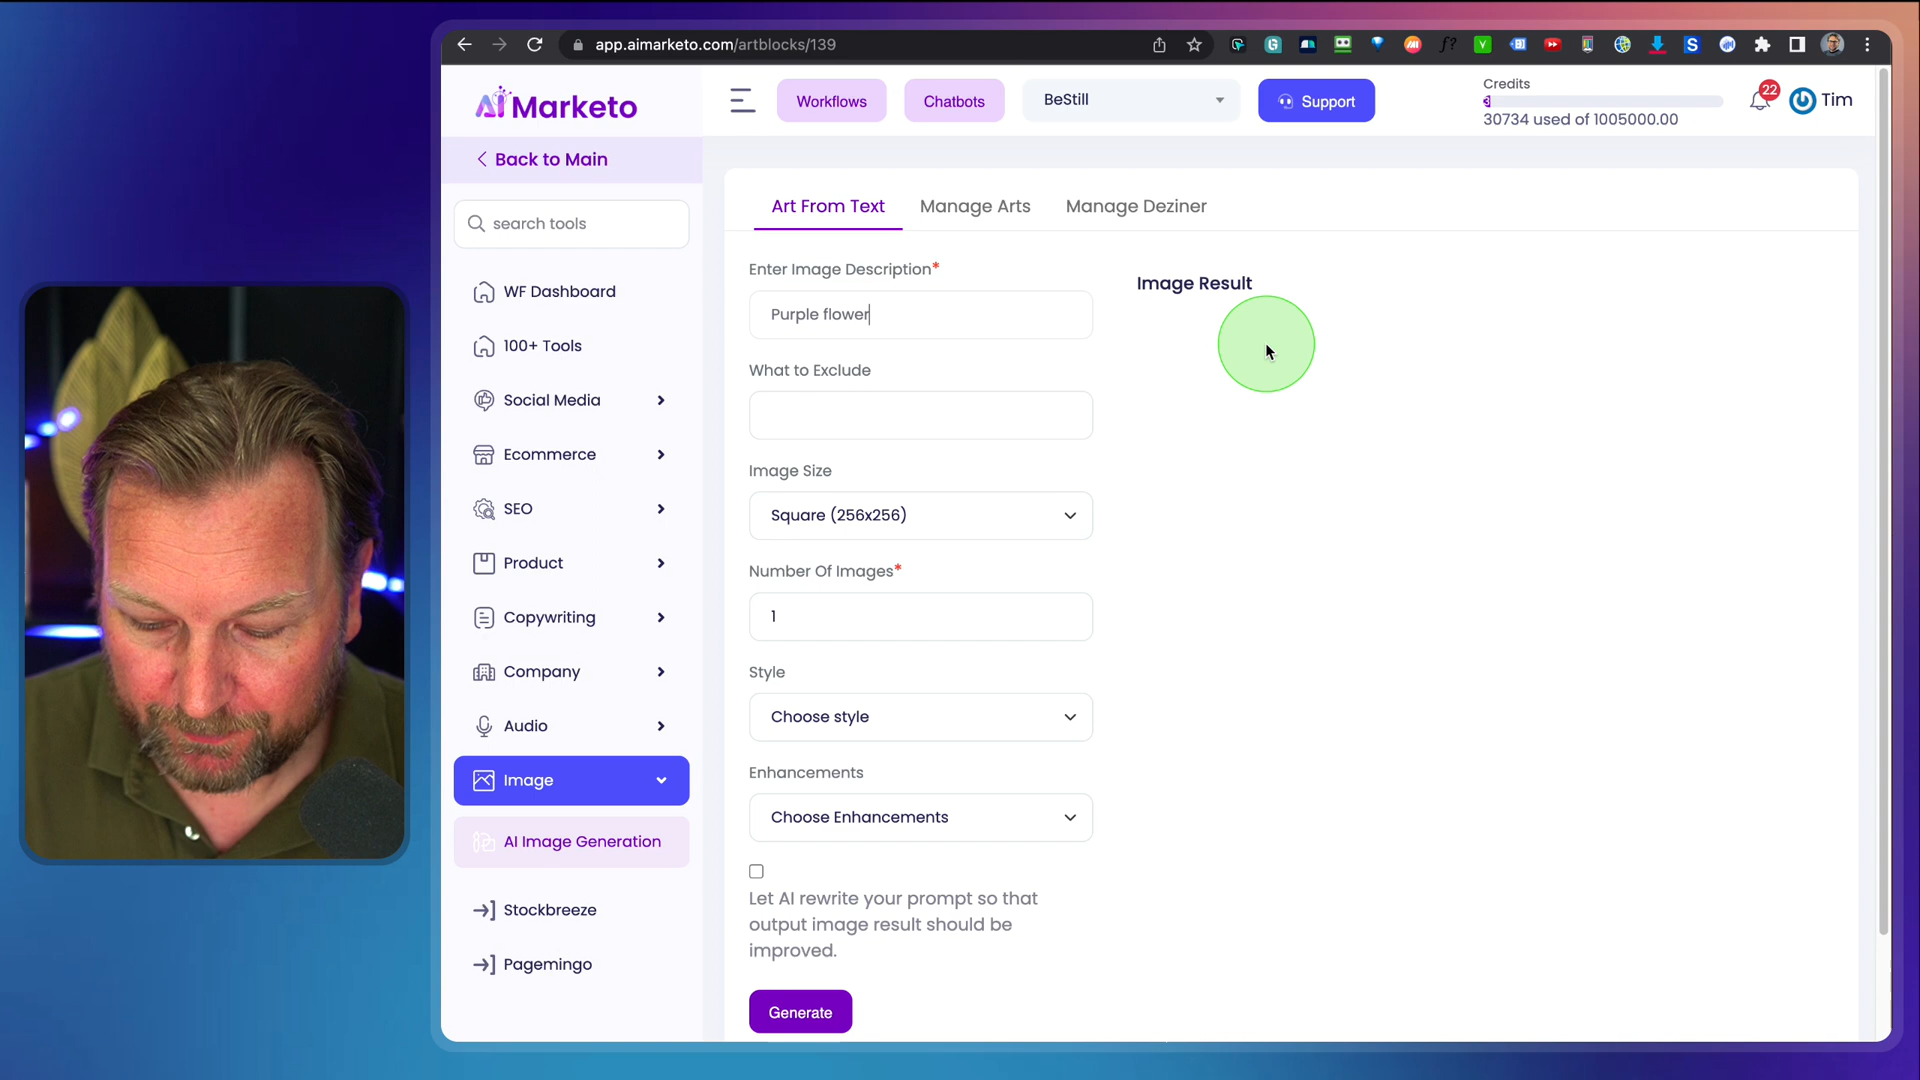 app.aimarketo.com/artblocks/139
AI Marketo
Workflows
Chatbots
BeStill
Support
Credits
30734 used of 1005000.00
22
Tim
Back to Main
search tools
WF Dashboard
100+ Tools
Social Media
Ecommerce
SEO
Product
Copywriting
Company
Audio
Image
AI Image Generation
Stockbreeze
Pagemingo
Art From Text
Manage Arts
Manage Deziner
Enter Image Description*
Purple flower
What to Exclude
Image Size
Square (256x256)
Number Of Images*
1
Style
Choose style
Enhancements
Choose Enhancements
Let AI rewrite your prompt so that
output image result should be
improved.
Generate
Image Result